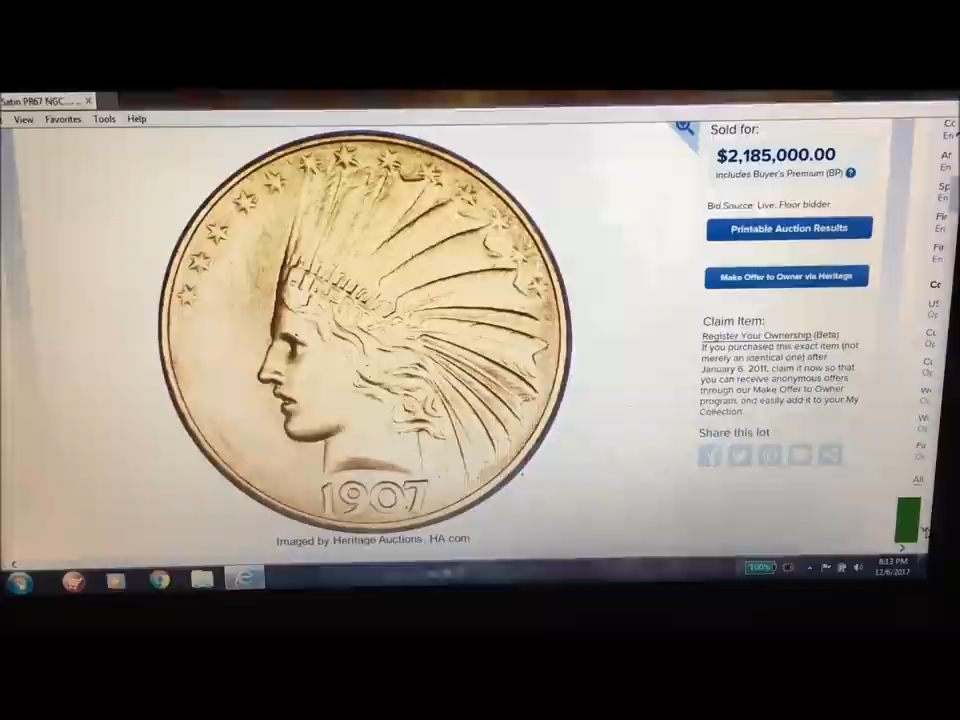 Satin PR67 NGC.... ...
View Favorites Tools Help
Sold for:
$2,185,000.00
Includes Buyer's Premium (BP)
Bid Source: Live: Floor bidder
Printable Auction Results
Make Offer to Owner via Heritage
Claim Item:
Register Your Ownership (Beta)
If you purchased this exact item (not
merely an identical one) after
January 6, 2011, claim it now so that
you can receive anonymous offers
through our Make Offer to Owner
program, and easily add it to your My
Collection.
Share this lot
1907
Imaged by Heritage Auctions, HA.com
All
100%
6:13 PM
12/6/2017